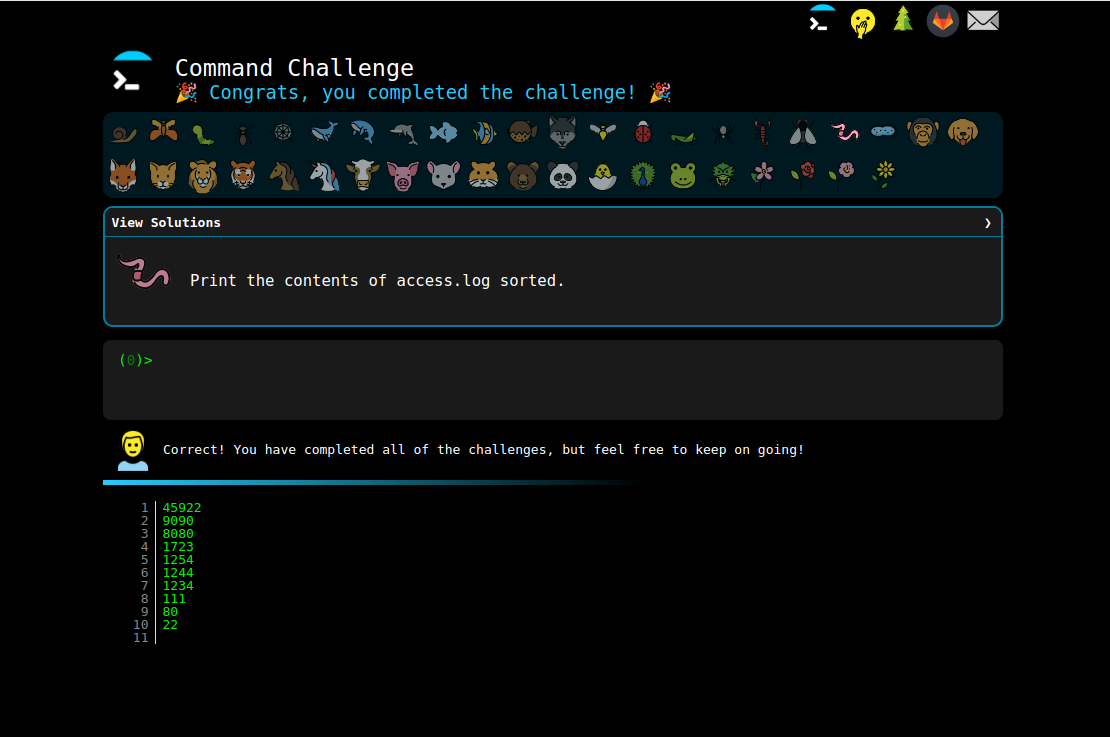 Command Challenge
🎉 Congrats, you completed the challenge! 🎉
View Solutions ❯
Print the contents of access.log sorted.
(0)>
Correct! You have completed all of the challenges, but feel free to keep on going!
1 45922
2 9090
3 8080
4 1723
5 1254
6 1244
7 1234
8 111
9 80
10 22
11